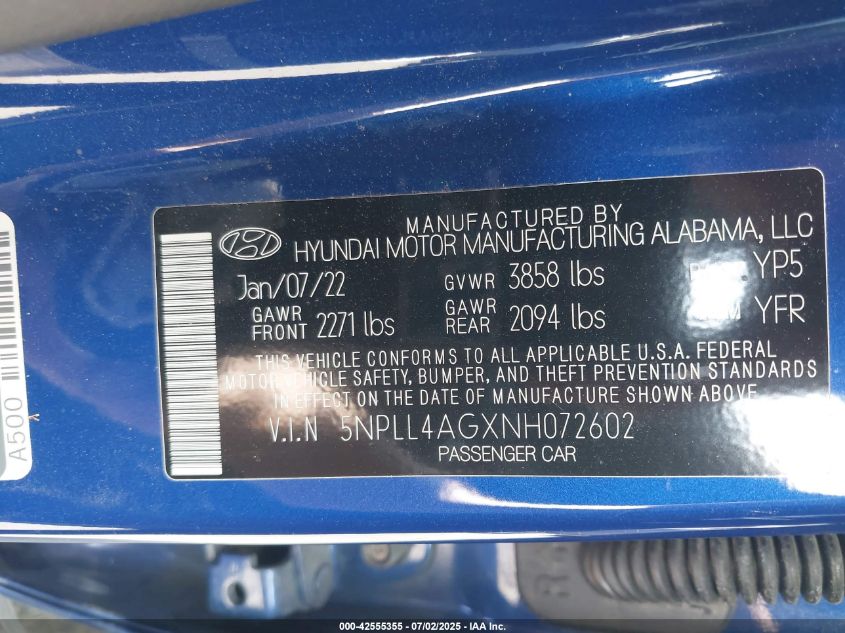 MANUFACTURED BY
HYUNDAI MOTOR MANUFACTURING ALABAMA, LLC
Jan/07/22 GVWR 3858 lbs YP5
GAWR FRONT 2271 lbs GAWR REAR 2094 lbs YFR
THIS VEHICLE CONFORMS TO ALL APPLICABLE U.S.A. FEDERAL
MOTOR VEHICLE SAFETY, BUMPER, AND THEFT PREVENTION STANDARDS
IN EFFECT ON THE DATE OF MANUFACTURE SHOWN ABOVE.
V.I.N 5NPLL4AGXNH072602
PASSENGER CAR
A500
000-42555355 - 07/02/2025 - IAA, Inc.